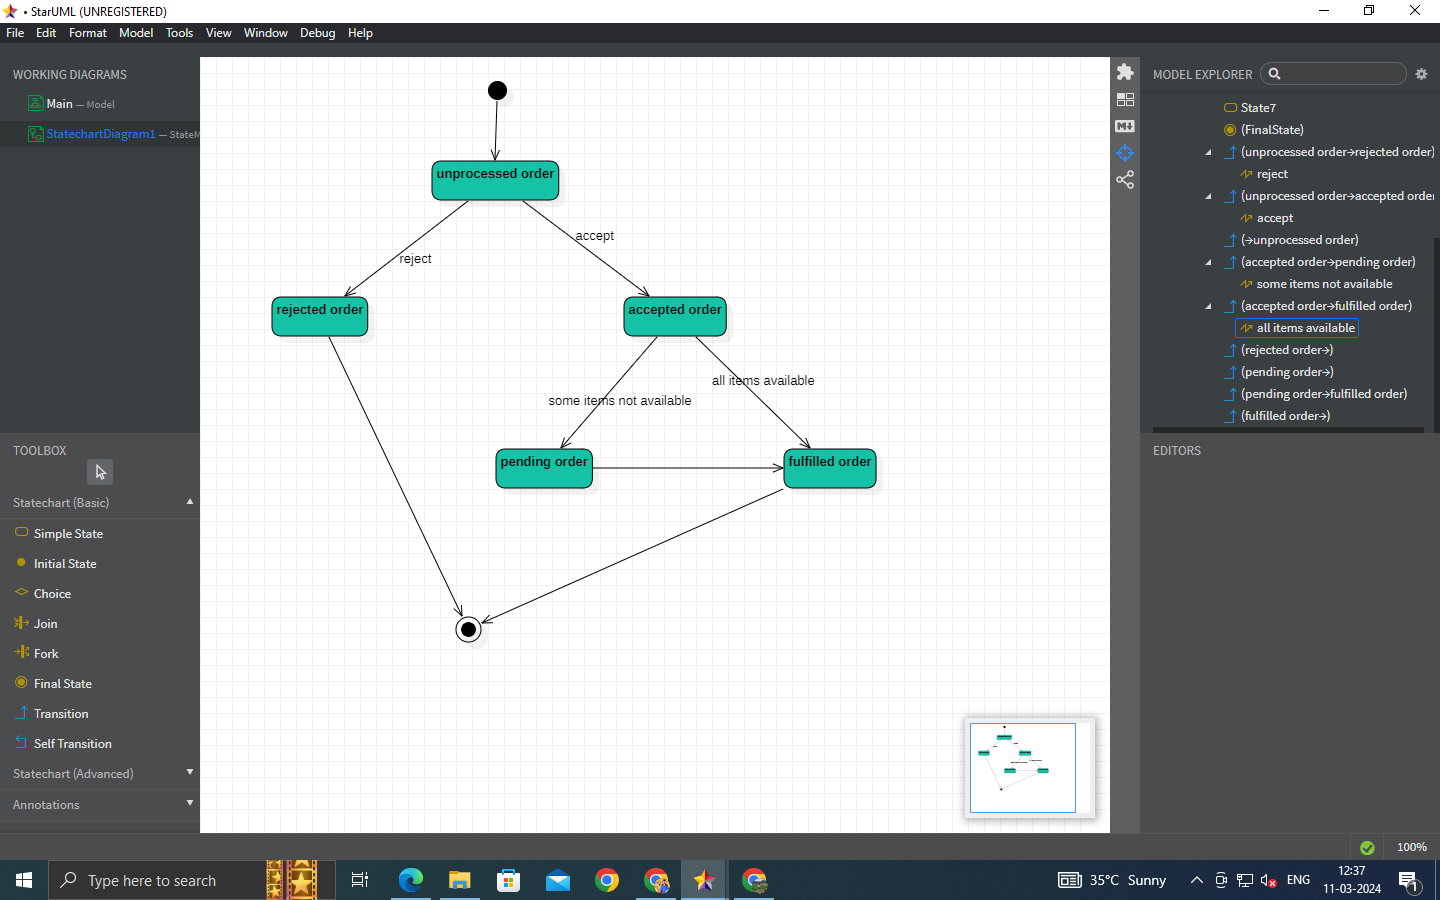 • StarUML (UNREGISTERED)
File Edit Format Model Tools View Window Debug Help
WORKING DIAGRAMS
Main — Model
StatechartDiagram1 — StateM
TOOLBOX
Statechart (Basic)
Simple State
Initial State
Choice
Join
Fork
Final State
Transition
Self Transition
Statechart (Advanced)
Annotations
unprocessed order
reject
accept
rejected order
accepted order
all items available
some items not available
pending order
fulfilled order
MODEL EXPLORER
State7
(FinalState)
(unprocessed order→rejected order)
reject
(unprocessed order→accepted order
accept
(→unprocessed order)
(accepted order→pending order)
some items not available
(accepted order→fulfilled order)
all items available
(rejected order→)
(pending order→)
(pending order→fulfilled order)
(fulfilled order→)
EDITORS
100%
Type here to search
35°C Sunny
ENG
12:37
11-03-2024
1